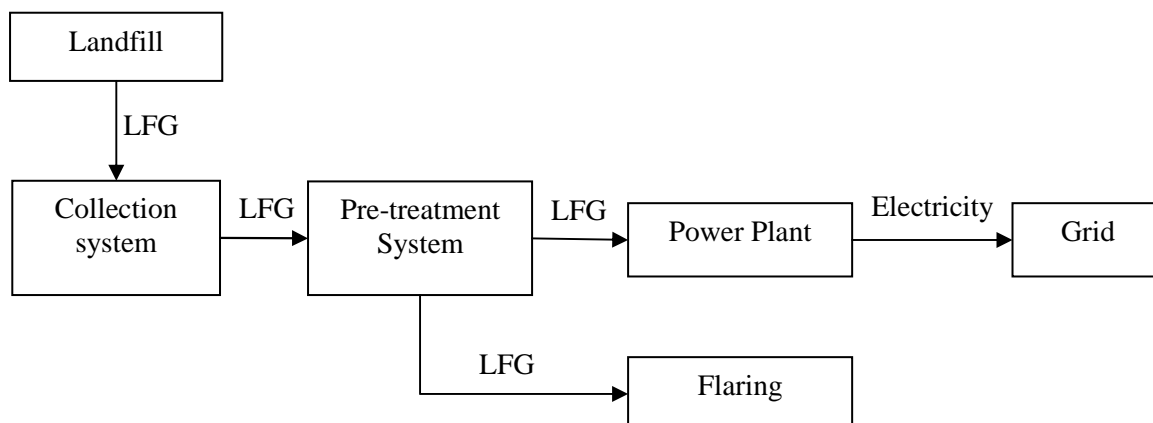 Landfill
LFG
Collection
system
LFG
Pre-treatment
System
LFG
Power Plant
Electricity
Grid
LFG
Flaring